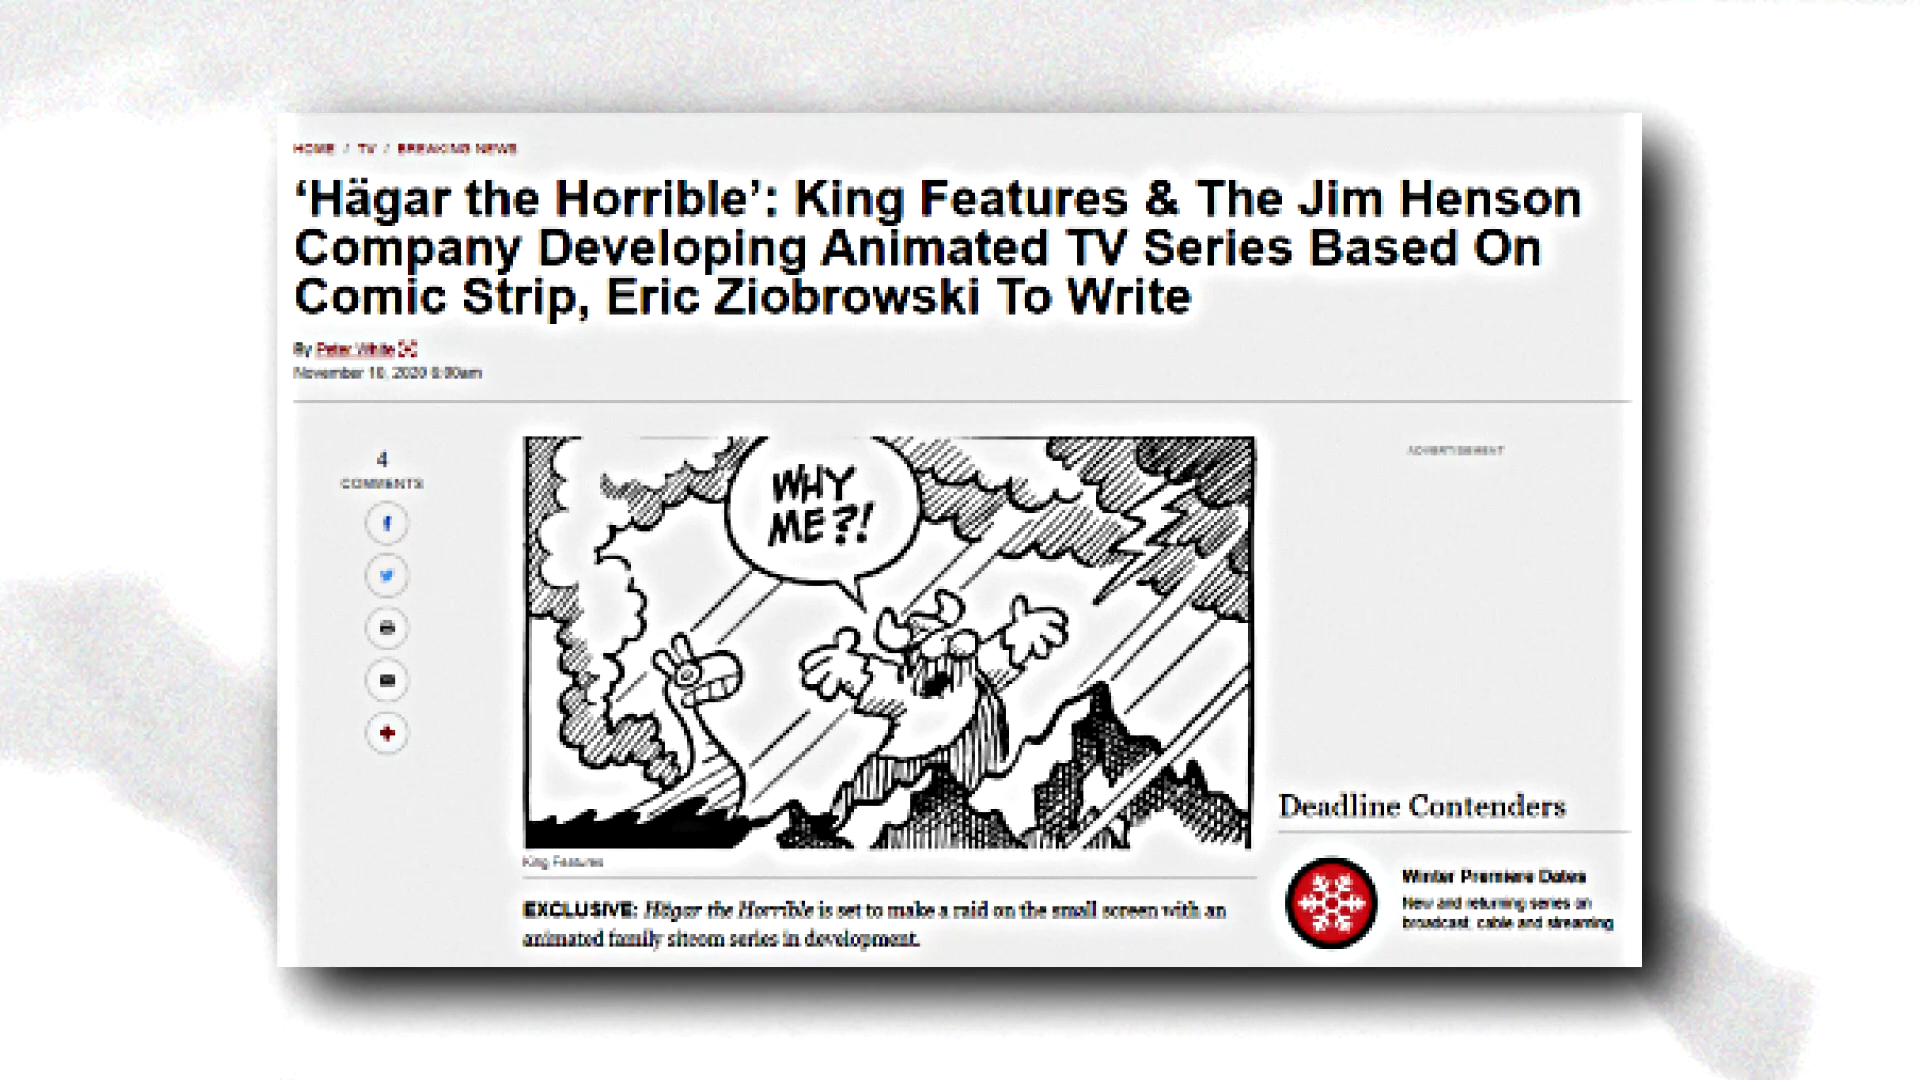 HOME / TV / BREAKING NEWS
‘Hägar the Horrible’: King Features & The Jim Henson
Company Developing Animated TV Series Based On
Comic Strip, Eric Ziobrowski To Write
By Peter White
November 10, 2020 6:00am
4
COMMENTS
WHY
ME?!
ADVERTISEMENT
King Features
EXCLUSIVE: Hägar the Horrible is set to make a raid on the small screen with an
animated family sitcom series in development.
Deadline Contenders
Winter Premiere Dates
New and returning series on
broadcast, cable and streaming